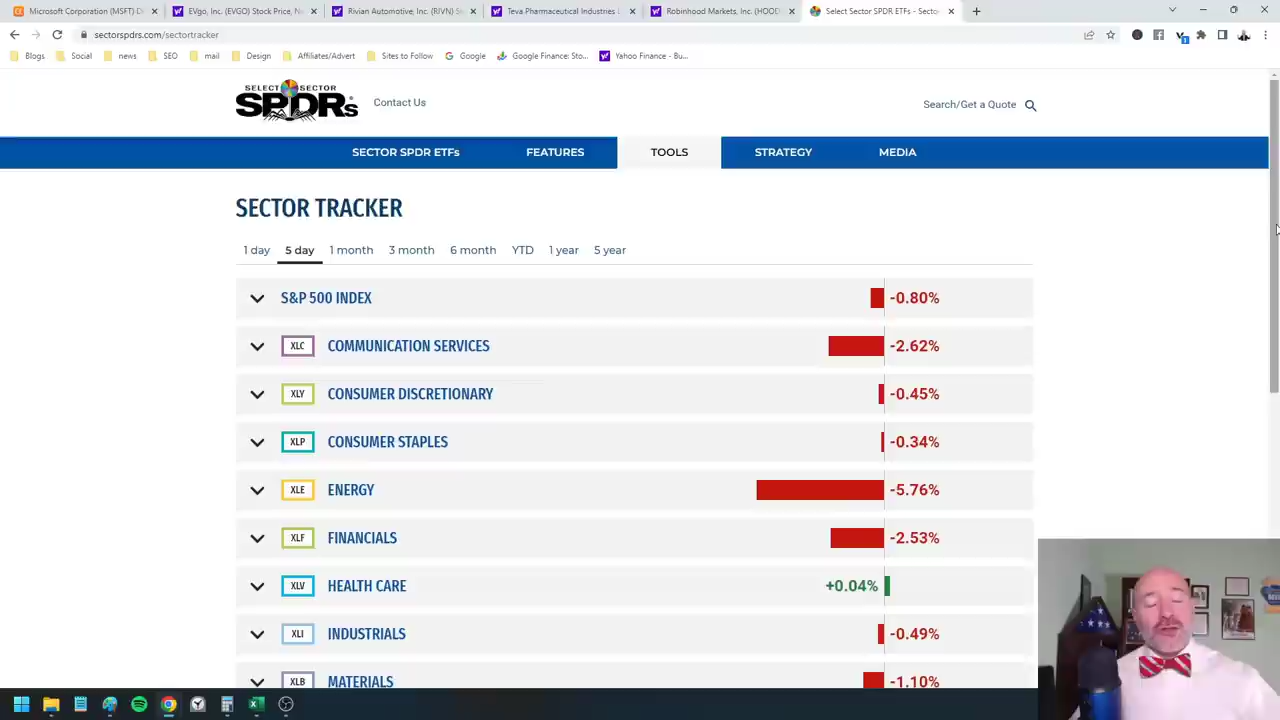 Microsoft Corporation (MSFT) D
EVgo, Inc. (EVGO) Stock Price, N
Rivian Automotive, Inc. (RIVN) S
Teva Pharmaceutical Industries L
Robinhood Markets, Inc. (HOOD
Select Sector SPDR ETFs - Secto
sectorspdrs.com/sectortracker
Blogs
Social
news
SEO
mail
Design
Affiliates/Advert
Sites to Follow
Google
Google Finance: Sto...
Yahoo Finance - Bu...
SELECT SECTOR
SPDRs
Contact Us
Search/Get a Quote
SECTOR SPDR ETFs
FEATURES
TOOLS
STRATEGY
MEDIA
SECTOR TRACKER
1 day
5 day
1 month
3 month
6 month
YTD
1 year
5 year
S&P 500 INDEX -0.80%
XLC COMMUNICATION SERVICES -2.62%
XLY CONSUMER DISCRETIONARY -0.45%
XLP CONSUMER STAPLES -0.34%
XLE ENERGY -5.76%
XLF FINANCIALS -2.53%
XLV HEALTH CARE +0.04%
XLI INDUSTRIALS -0.49%
XLB MATERIALS -1.10%